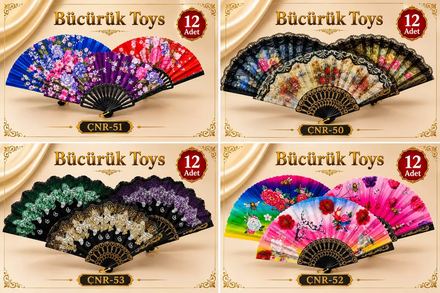 Bücürük Toys
12
Adet
CNR-51
Bücürük Toys
12
Adet
CNR-50
Bücürük Toys
12
Adet
CNR-53
Bücürük Toys
12
Adet
CNR-52